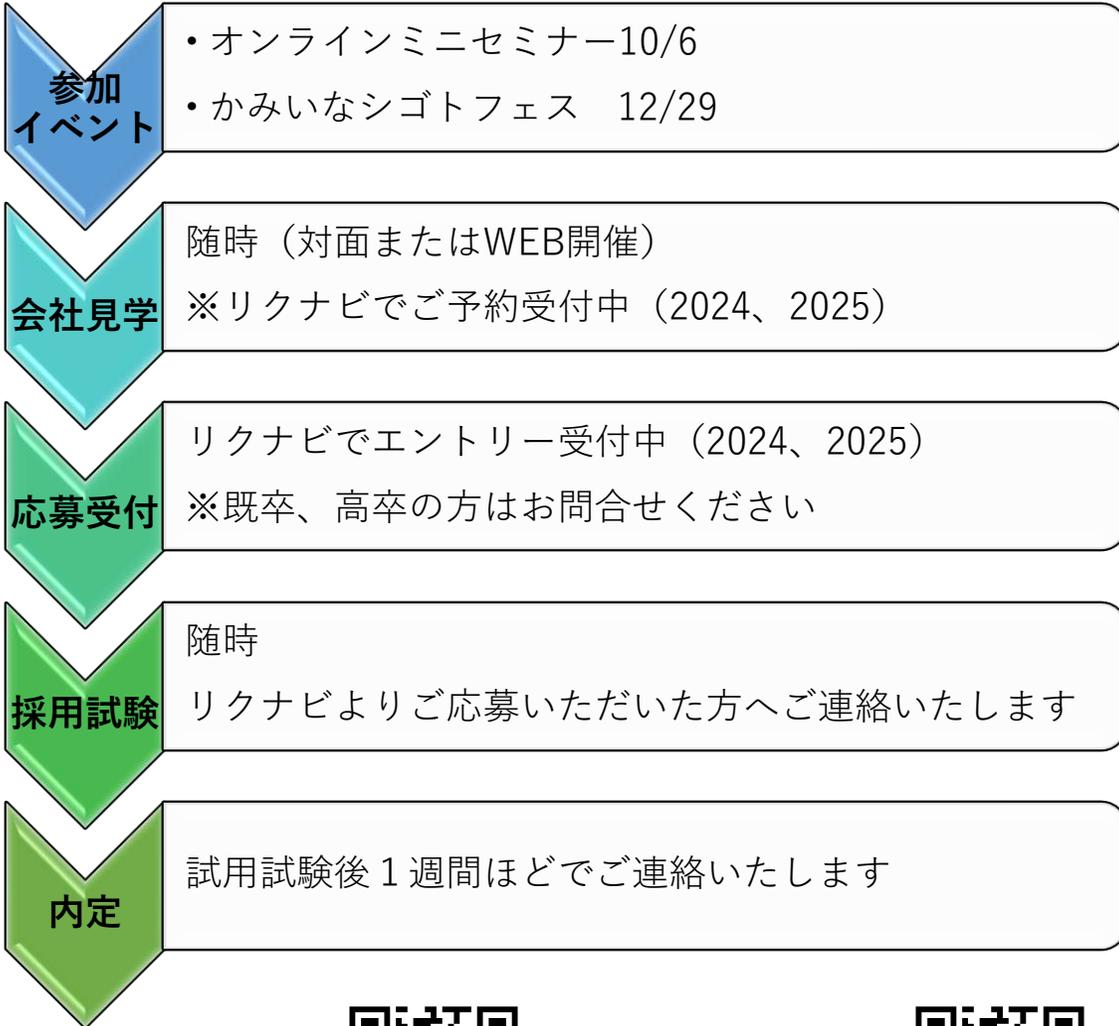 参加
イベント
• オンラインミニセミナー10/6
• かみいなシゴトフェス　12/29
会社見学
随時（対面またはWEB開催）
※リクナビでご予約受付中（2024、2025）
応募受付
リクナビでエントリー受付中（2024、2025）
※既卒、高卒の方はお問合せください
採用試験
随時
リクナビよりご応募いただいた方へご連絡いたします
内定
試用試験後１週間ほどでご連絡いたします